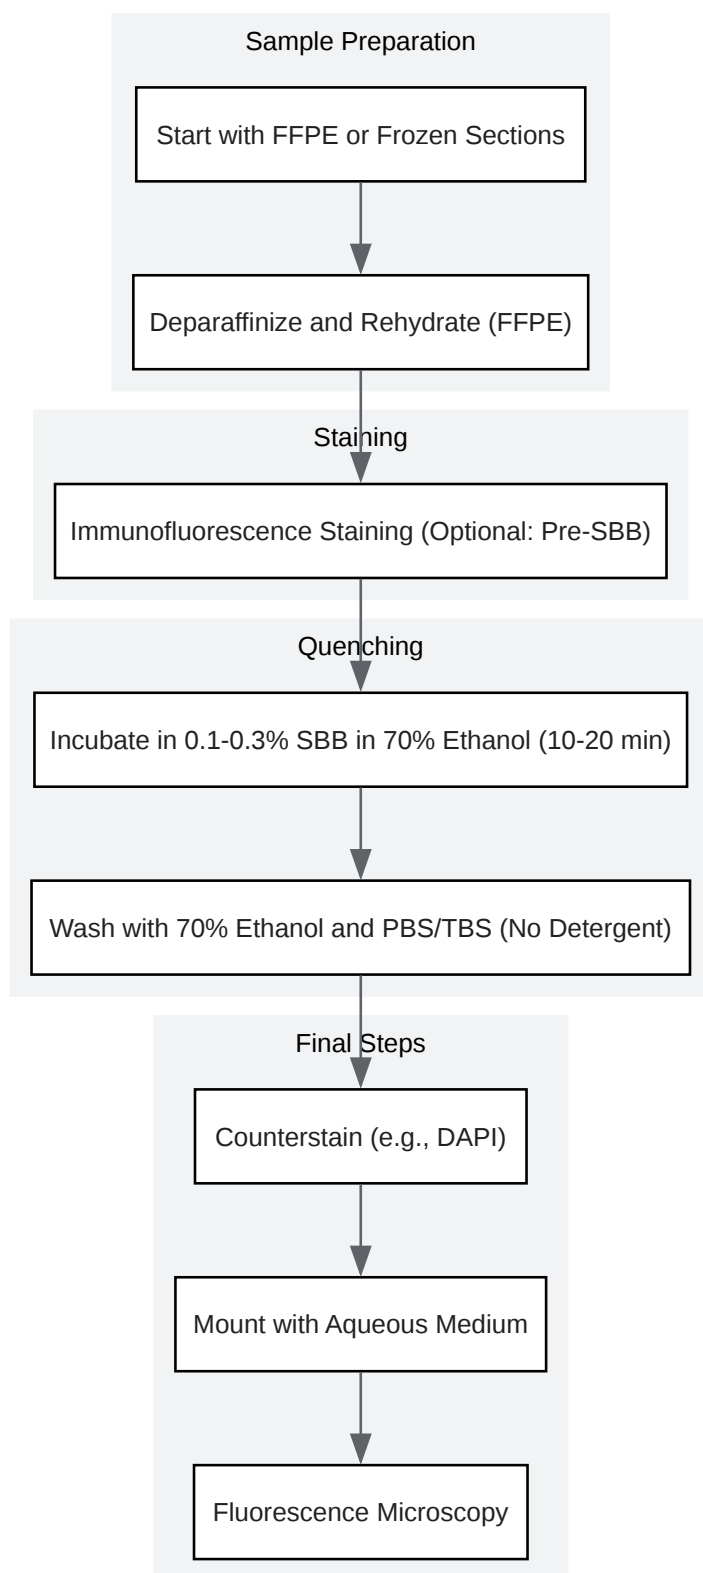 Sample Preparation
Start with FFPE or Frozen Sections
Deparaffinize and Rehydrate (FFPE)
Staining
Immunofluorescence Staining (Optional: Pre-SBB)
Quenching
Incubate in 0.1-0.3% SBB in 70% Ethanol (10-20 min)
Wash with 70% Ethanol and PBS/TBS (No Detergent)
Final Steps
Counterstain (e.g., DAPI)
Mount with Aqueous Medium
Fluorescence Microscopy